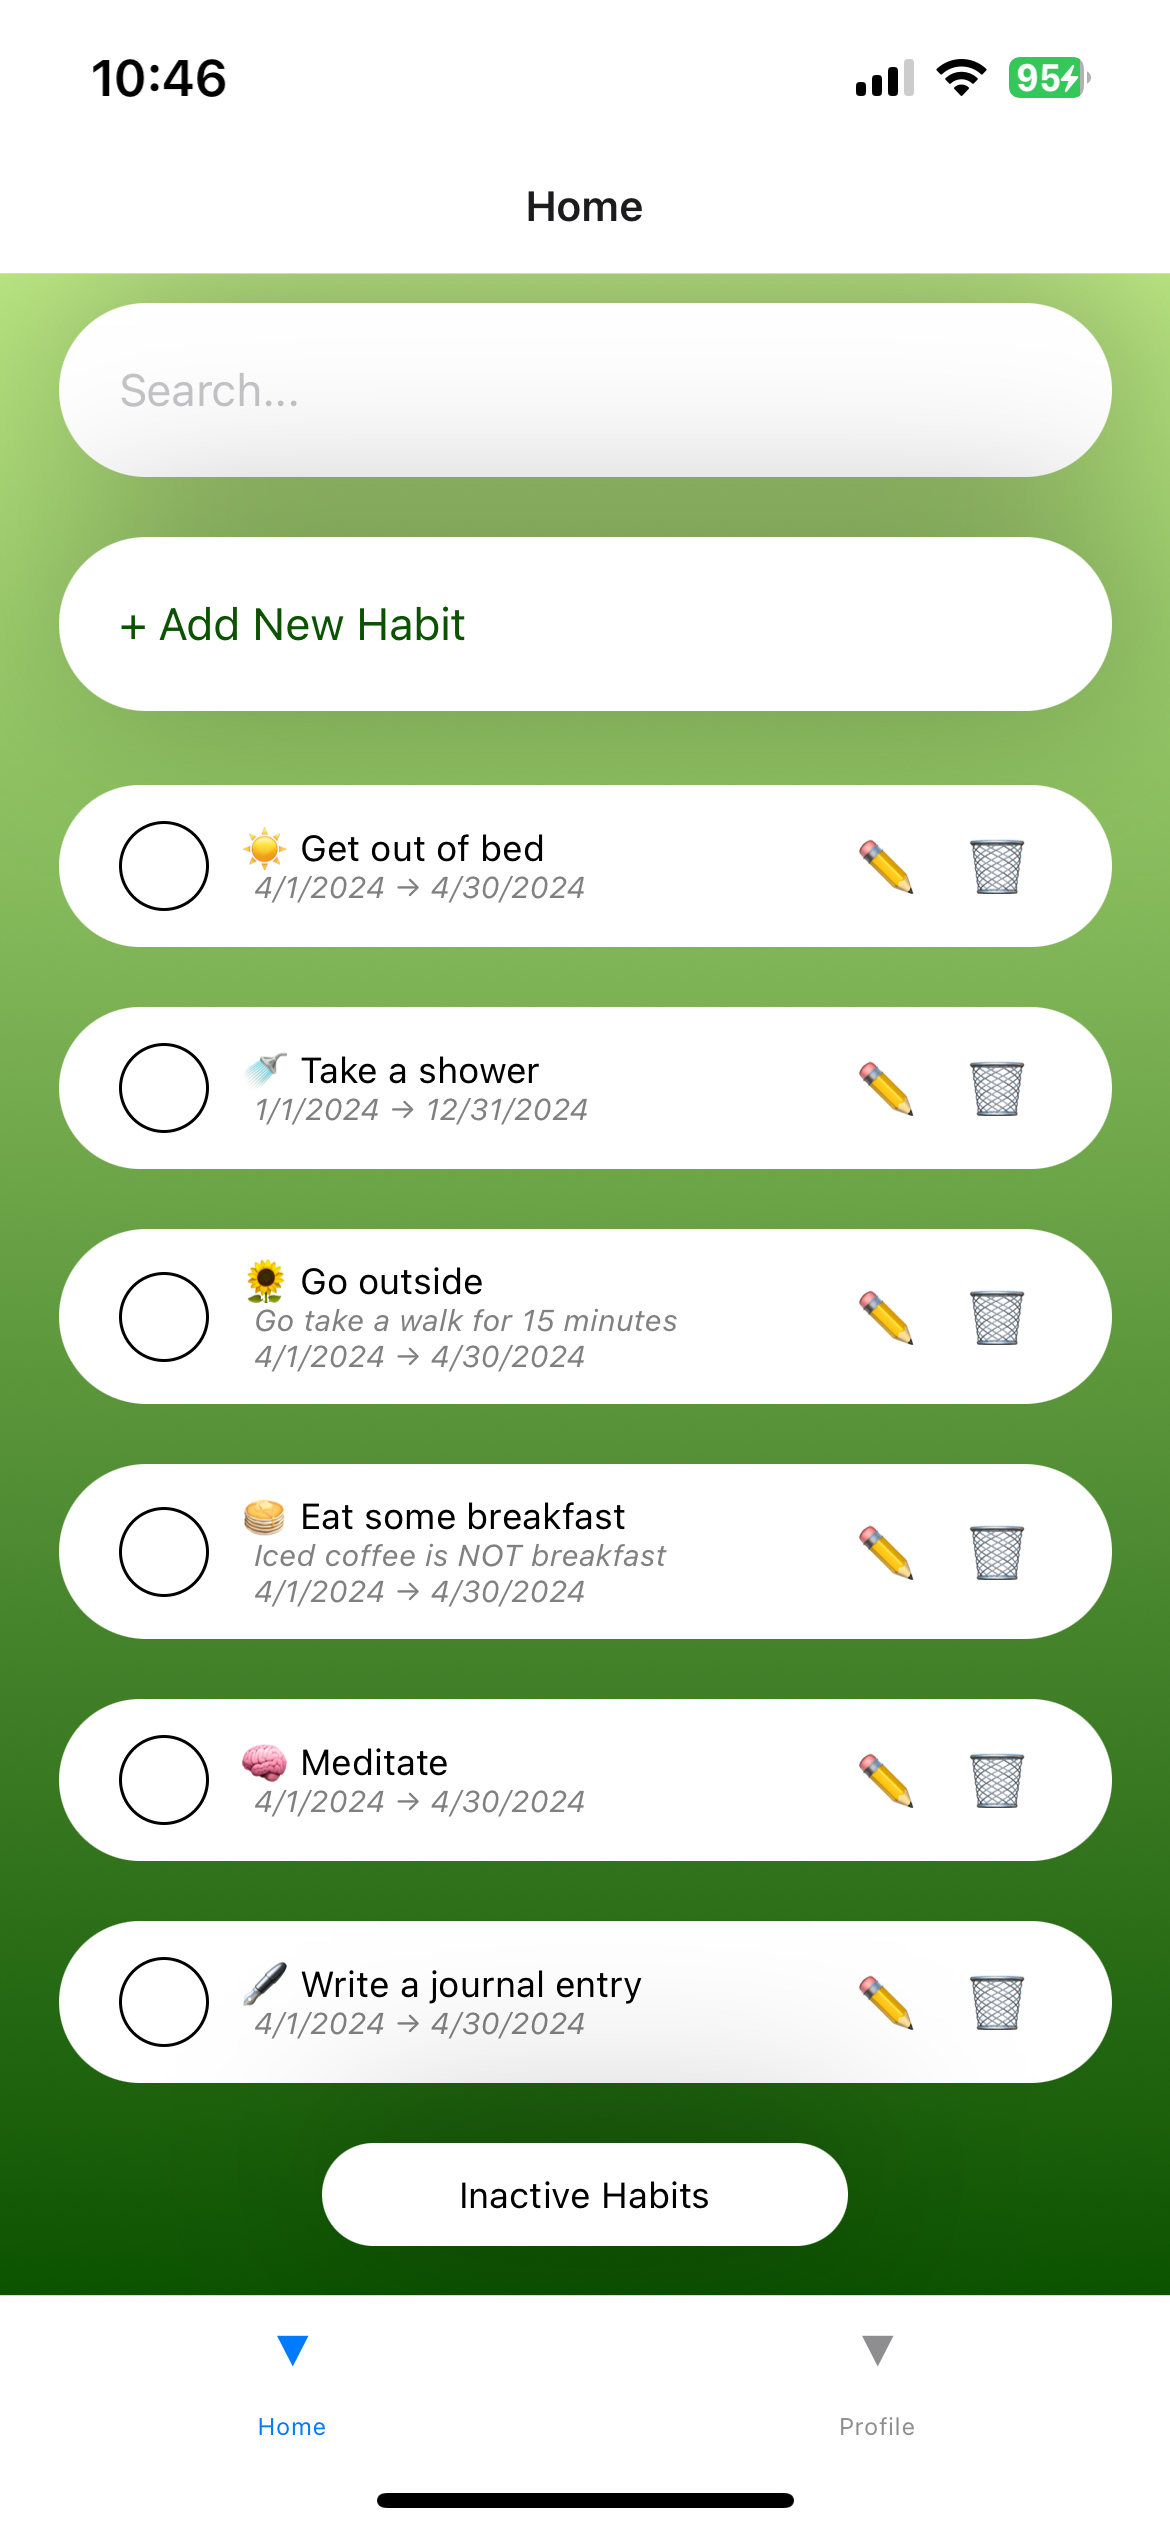 10:46
95
Home
Search...
+ Add New Habit
☀️ Get out of bed
4/1/2024 → 4/30/2024
🚿 Take a shower
1/1/2024 → 12/31/2024
🌻 Go outside
Go take a walk for 15 minutes
4/1/2024 → 4/30/2024
🥞 Eat some breakfast
Iced coffee is NOT breakfast
4/1/2024 → 4/30/2024
🧠 Meditate
4/1/2024 → 4/30/2024
🖋️ Write a journal entry
4/1/2024 → 4/30/2024
Inactive Habits
Home
Profile